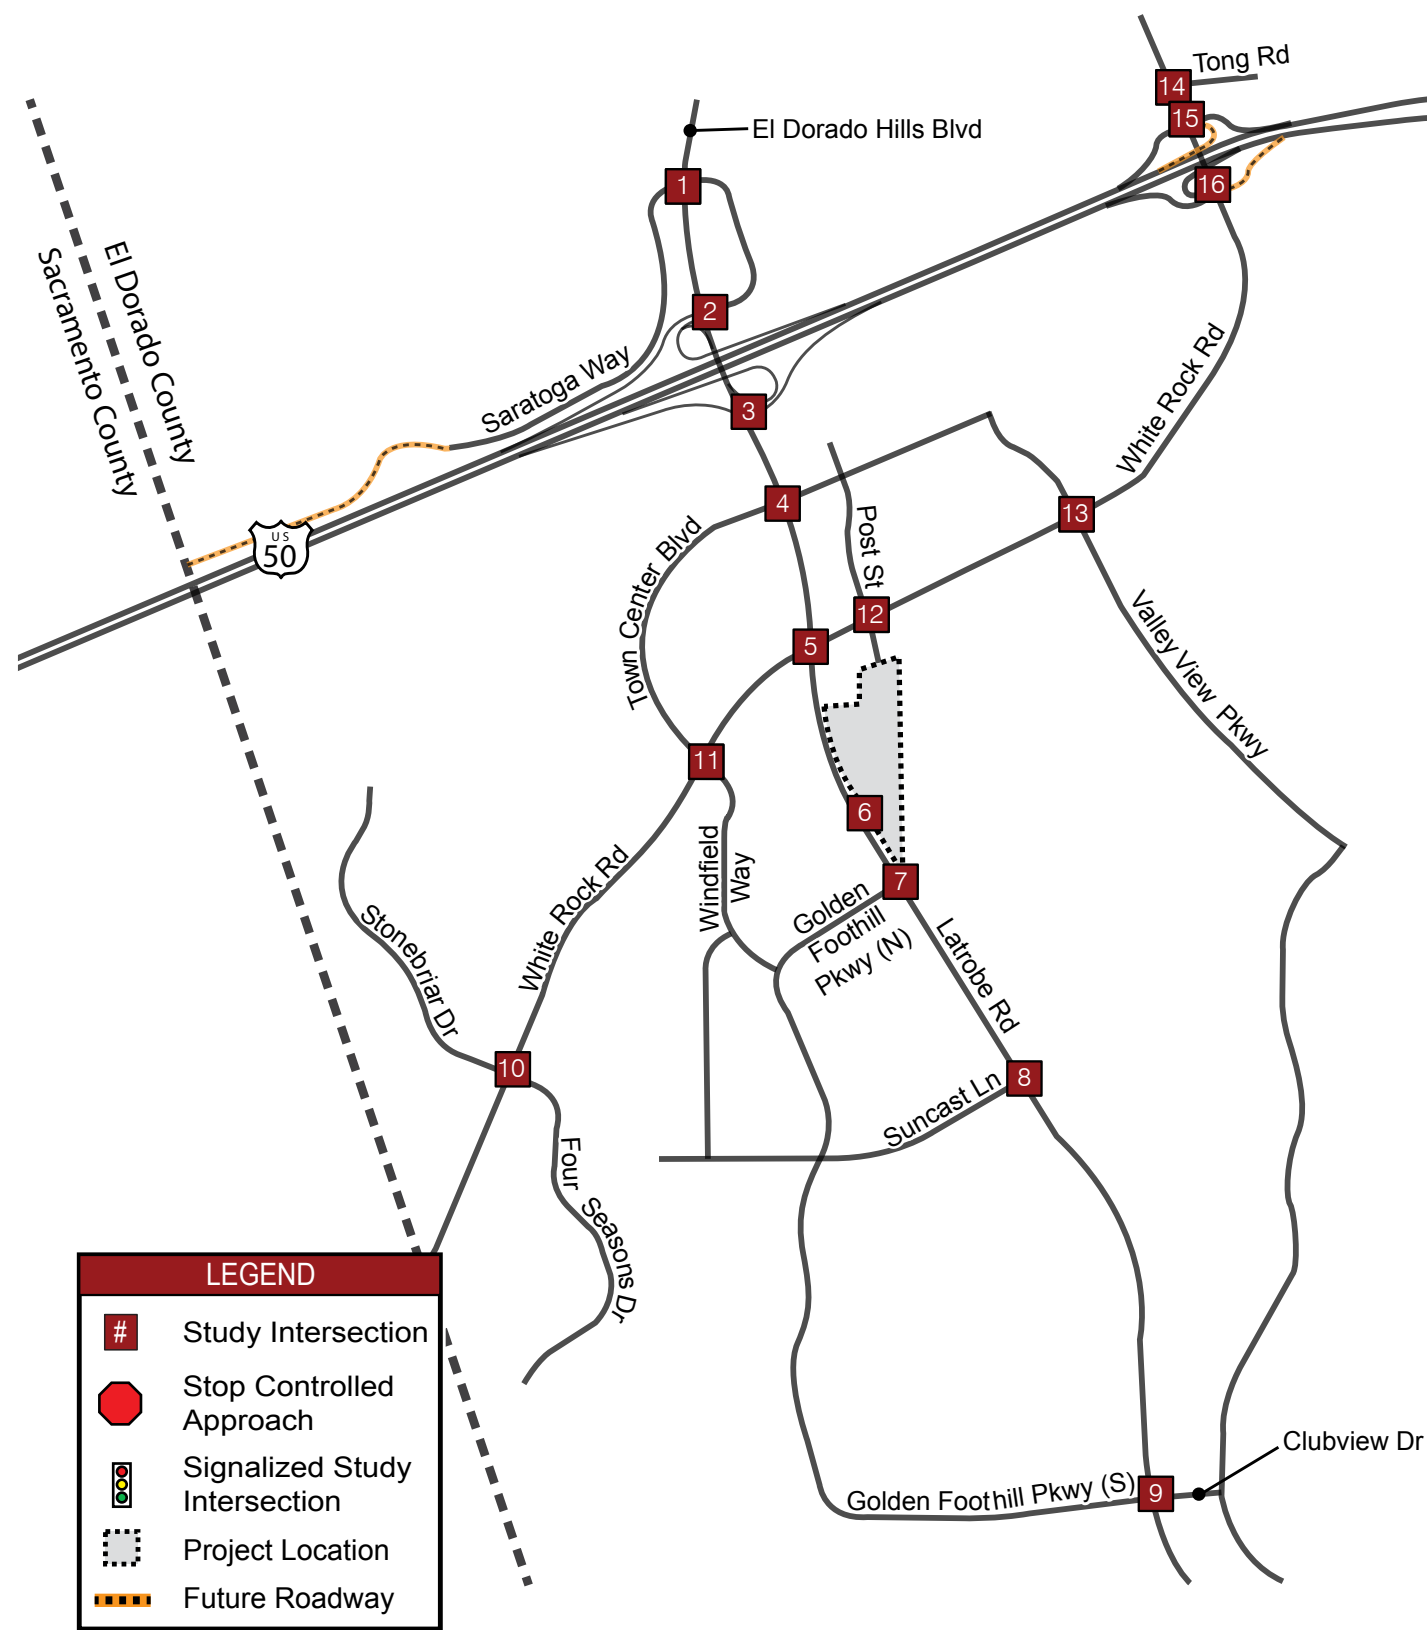 Tong Rd
14
15
El Dorado Hills Blvd
1
16
El Dorado County
Sacramento County
2
Saratoga Way
White Rock Rd
3
4
13
Post St
US
50
Town Center Blvd
12
5
Valley View Pkwy
11
6
Windfield
Way
White Rock Rd
7
Golden
Foothill
Pkwy (N)
Stonebriar Dr
Latrobe Rd
10
8
Suncast Ln
Four Seasons Dr
LEGEND
# Study Intersection
Stop Controlled
Approach
Signalized Study
Intersection
Project Location
Future Roadway
Clubview Dr
Golden Foothill Pkwy (S)
9